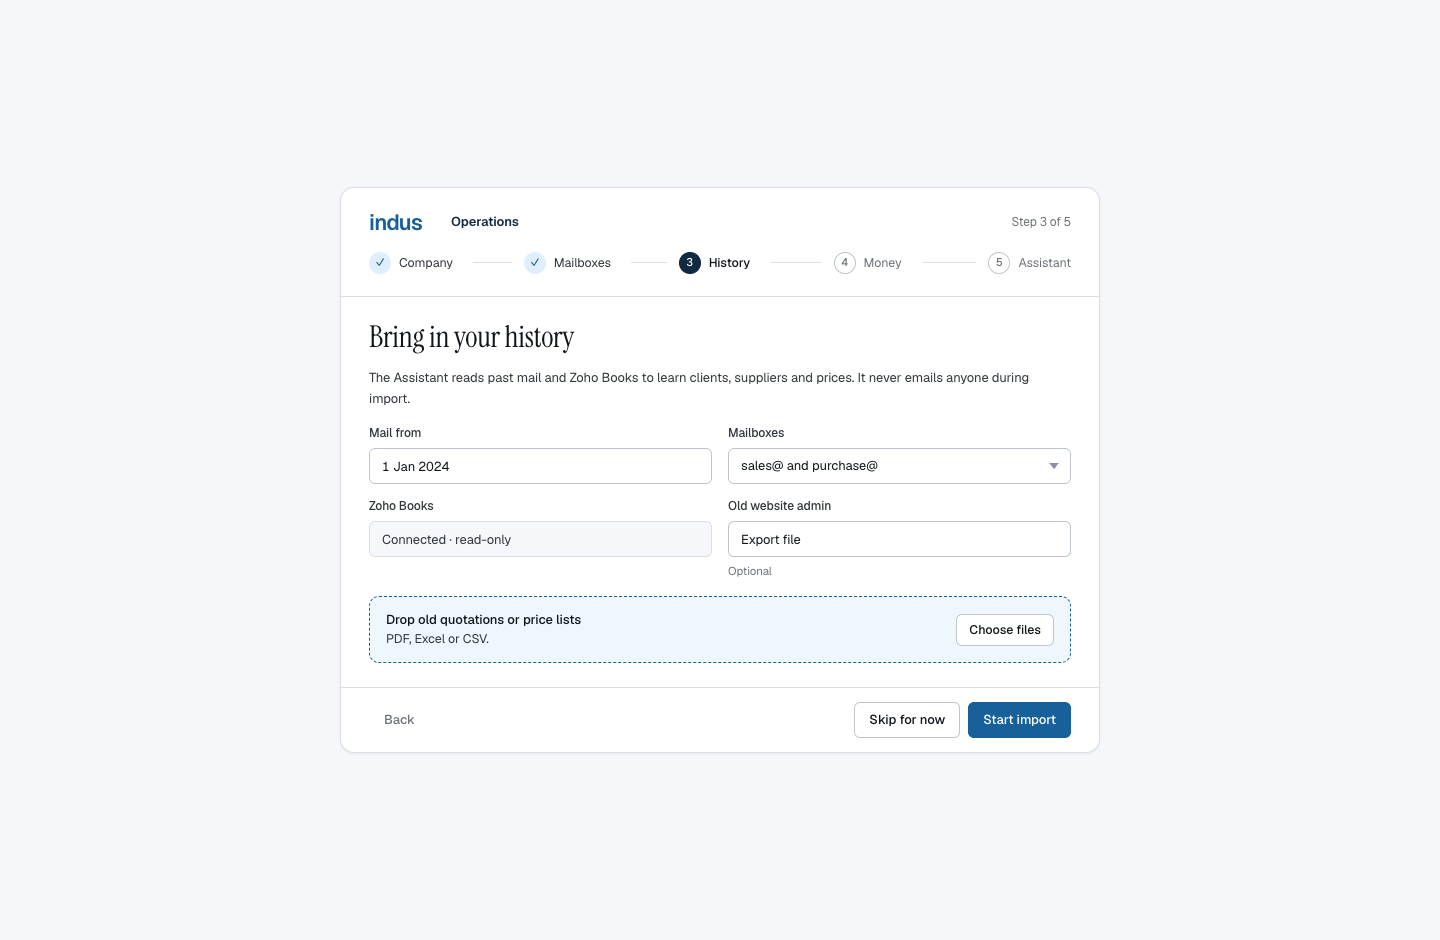 indus
Operations
Step 3 of 5
✓ Company
✓ Mailboxes
3 History
4 Money
5 Assistant
Bring in your history
The Assistant reads past mail and Zoho Books to learn clients, suppliers and prices. It never emails anyone during
import.
Mail from
Mailboxes
1 Jan 2024
sales@ and purchase@
Zoho Books
Old website admin
Connected · read-only
Export file
Optional
Drop old quotations or price lists
PDF, Excel or CSV.
Choose files
Back
Skip for now
Start import